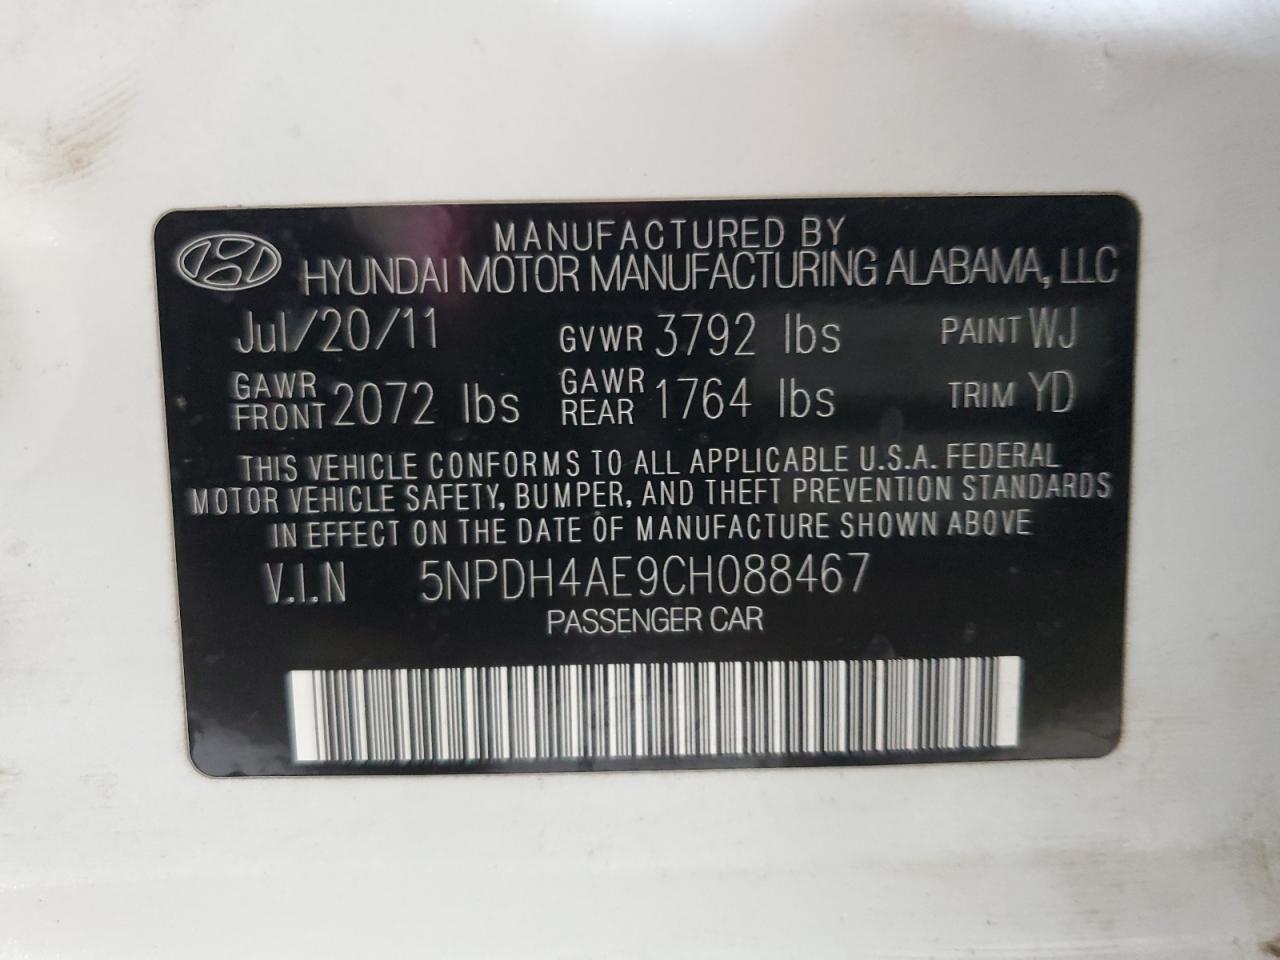 MANUFACTURED BY
HYUNDAI MOTOR MANUFACTURING ALABAMA, LLC
Jul/20/11 GVWR 3792 lbs PAINT WJ
GAWR FRONT 2072 lbs GAWR REAR 1764 lbs TRIM YD
THIS VEHICLE CONFORMS TO ALL APPLICABLE U.S.A. FEDERAL
MOTOR VEHICLE SAFETY, BUMPER, AND THEFT PREVENTION STANDARDS
IN EFFECT ON THE DATE OF MANUFACTURE SHOWN ABOVE
V.I.N 5NPDH4AE9CH088467
PASSENGER CAR